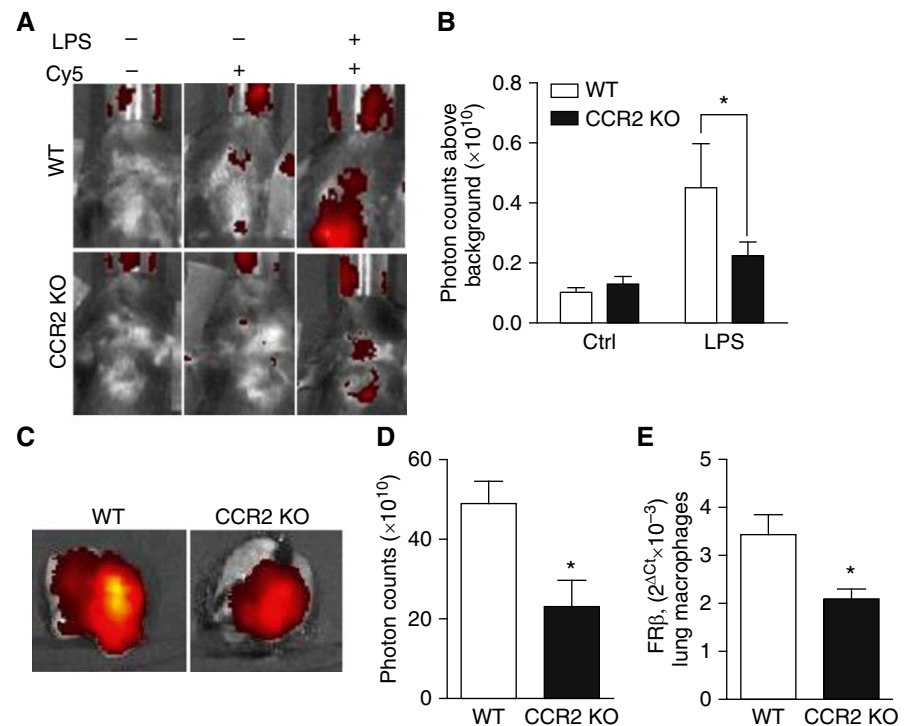 A
LPS – – +
Cy5 – + +
WT
CCR2 KO
B
Photon counts above
background (×10¹⁰)
0.8
0.6
0.4
0.2
0.0
WT
CCR2 KO
*
Ctrl LPS
C
WT CCR2 KO
D
Photon counts (×10¹⁰)
60
40
20
0
*
WT CCR2 KO
E
FRβ, (2^ΔCt×10⁻³)
lung macrophages
5
4
3
2
1
0
*
WT CCR2 KO